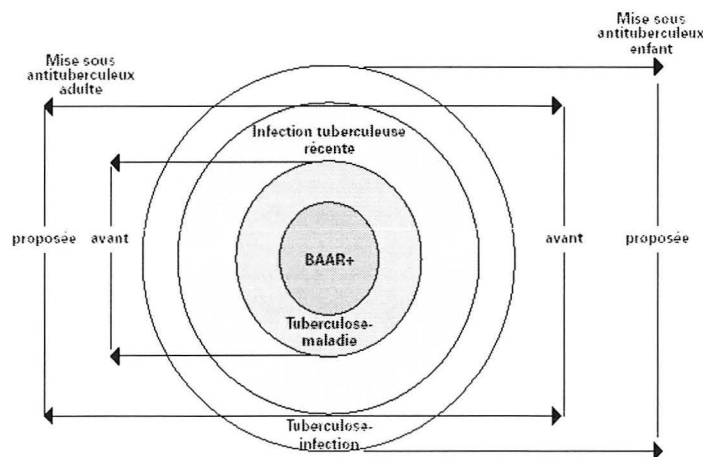 Mise sous
antituberculeux
enfant
Mise sous
antituberculeux
adulte
Infection tuberculeuse
récente
proposée
avant
BAAR+
avant
proposée
Tuberculose-
maladie
Tuberculose-
infection